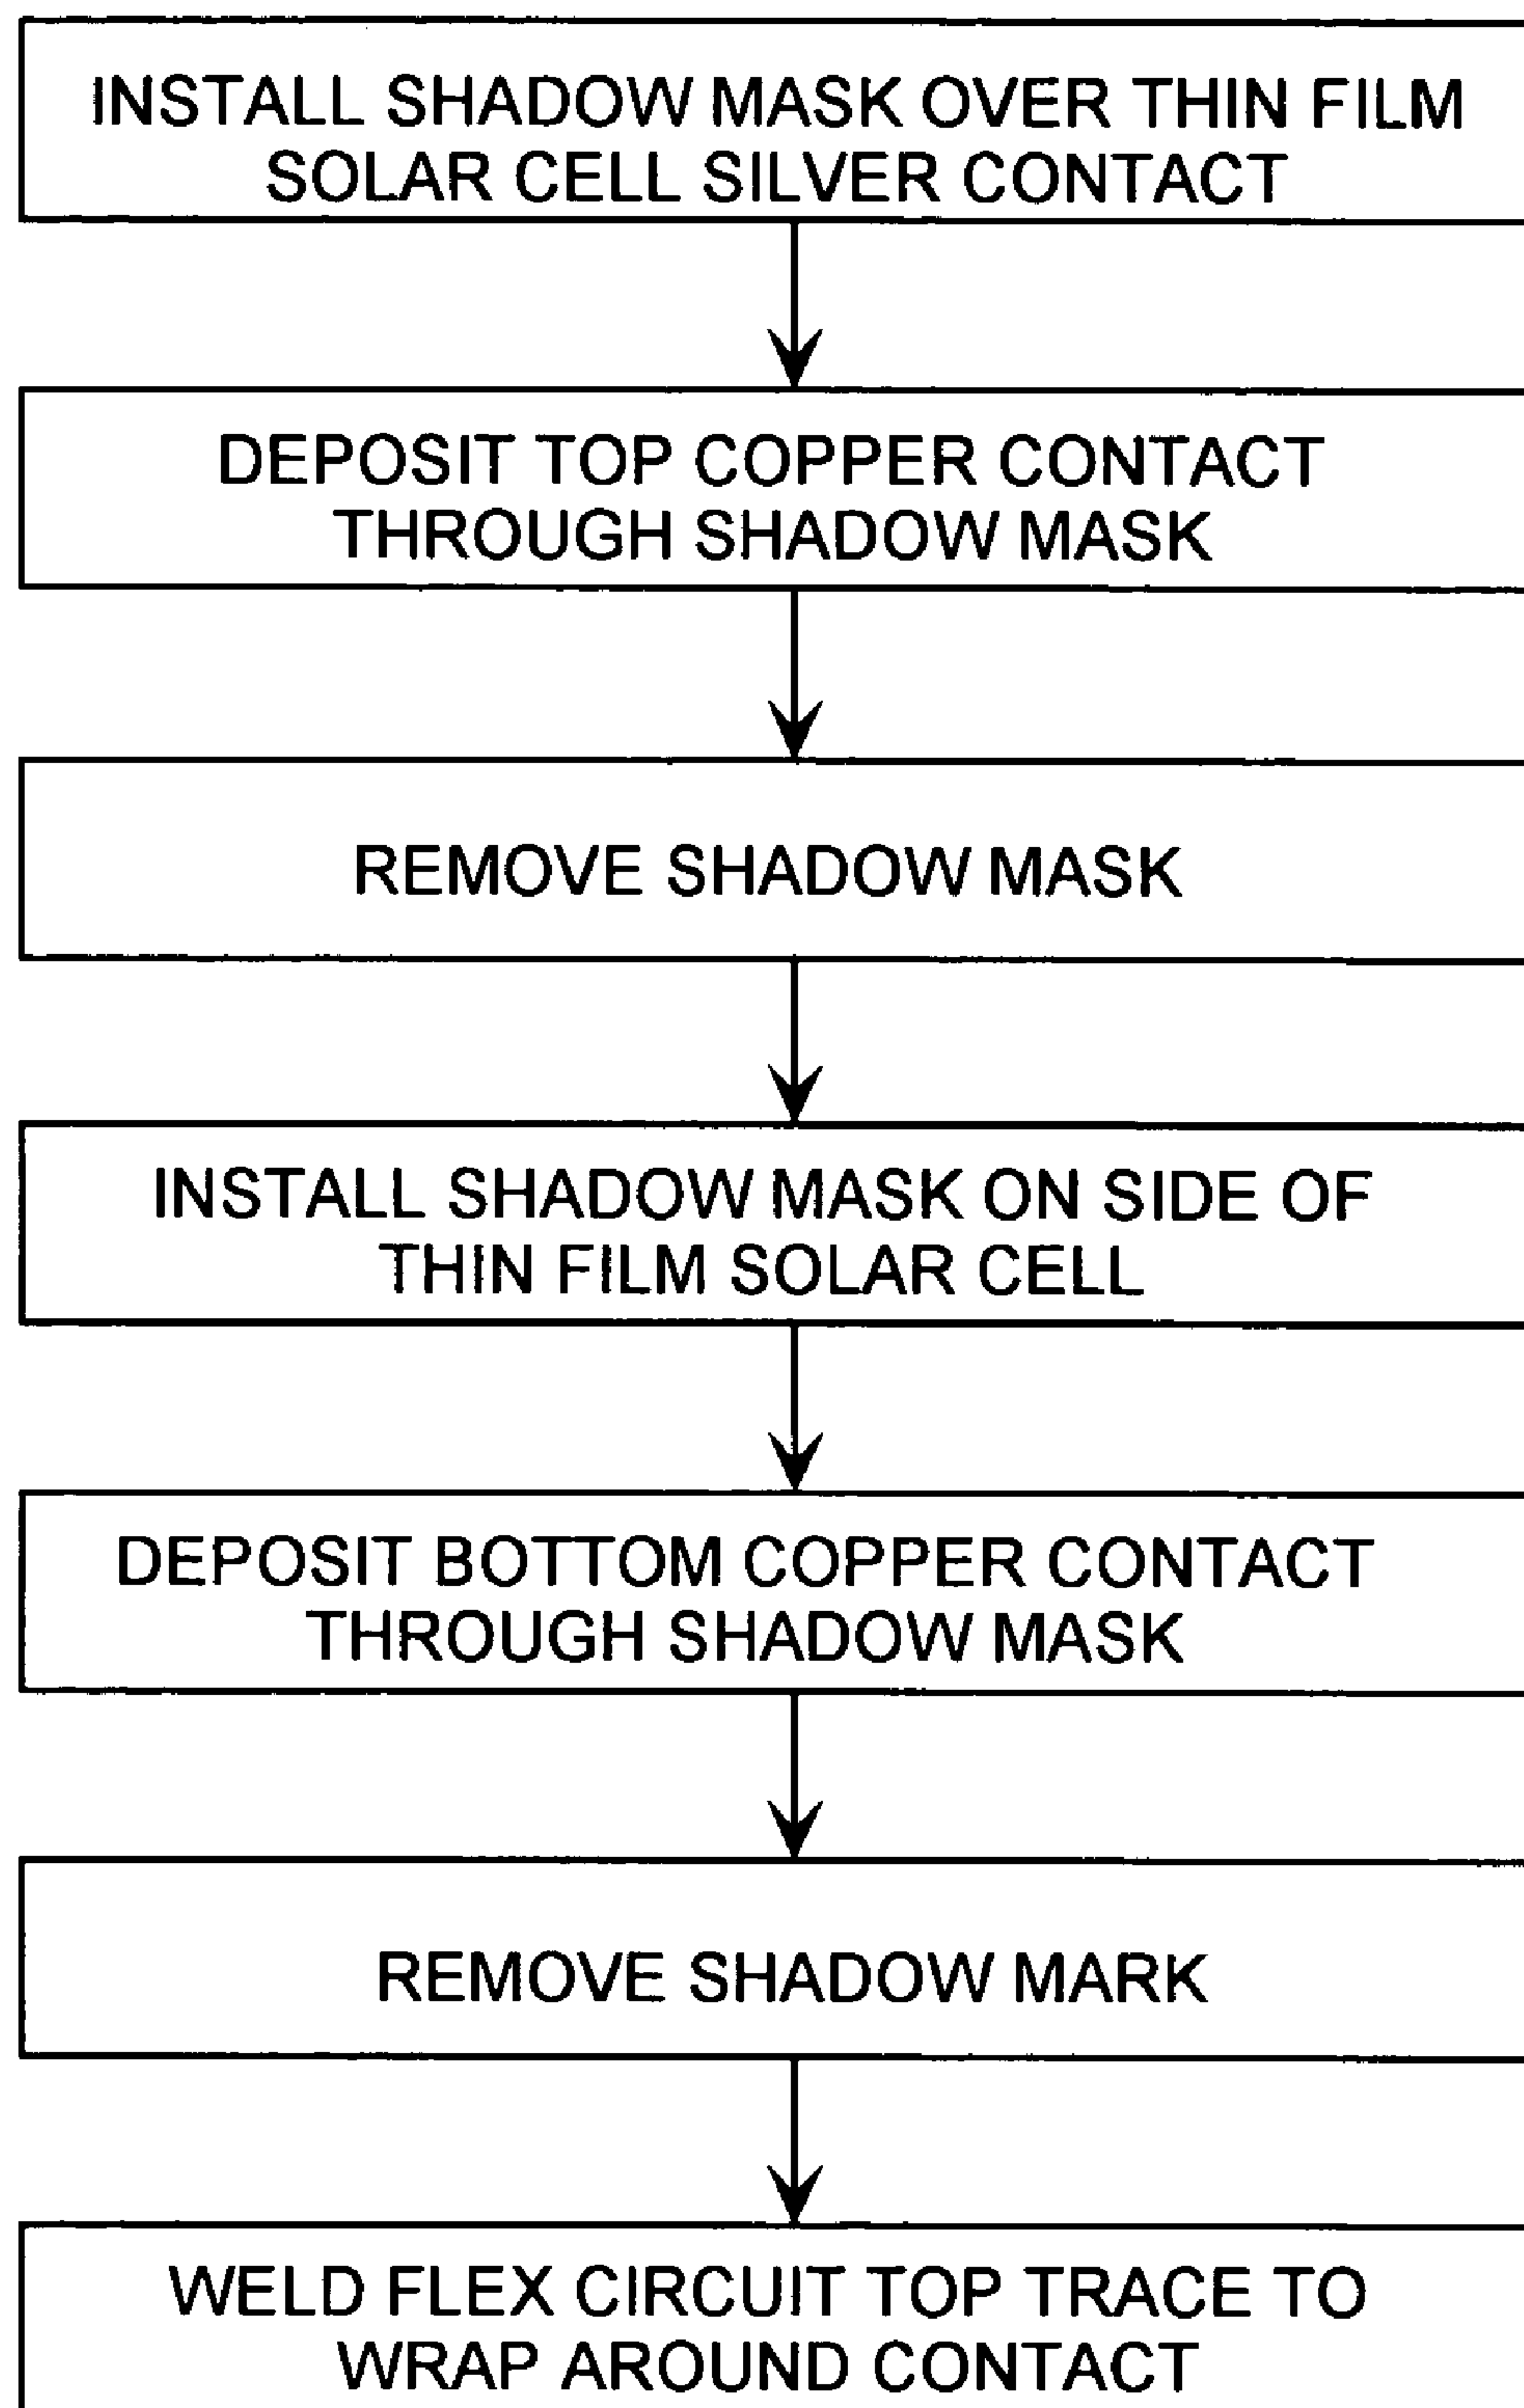 INSTALL SHADOW MASK OVER THIN FILM
SOLAR CELL SILVER CONTACT
DEPOSIT TOP COPPER CONTACT
THROUGH SHADOW MASK
REMOVE SHADOW MASK
INSTALL SHADOW MASK ON SIDE OF
THIN FILM SOLAR CELL
DEPOSIT BOTTOM COPPER CONTACT
THROUGH SHADOW MASK
REMOVE SHADOW MARK
WELD FLEX CIRCUIT TOP TRACE TO
WRAP AROUND CONTACT